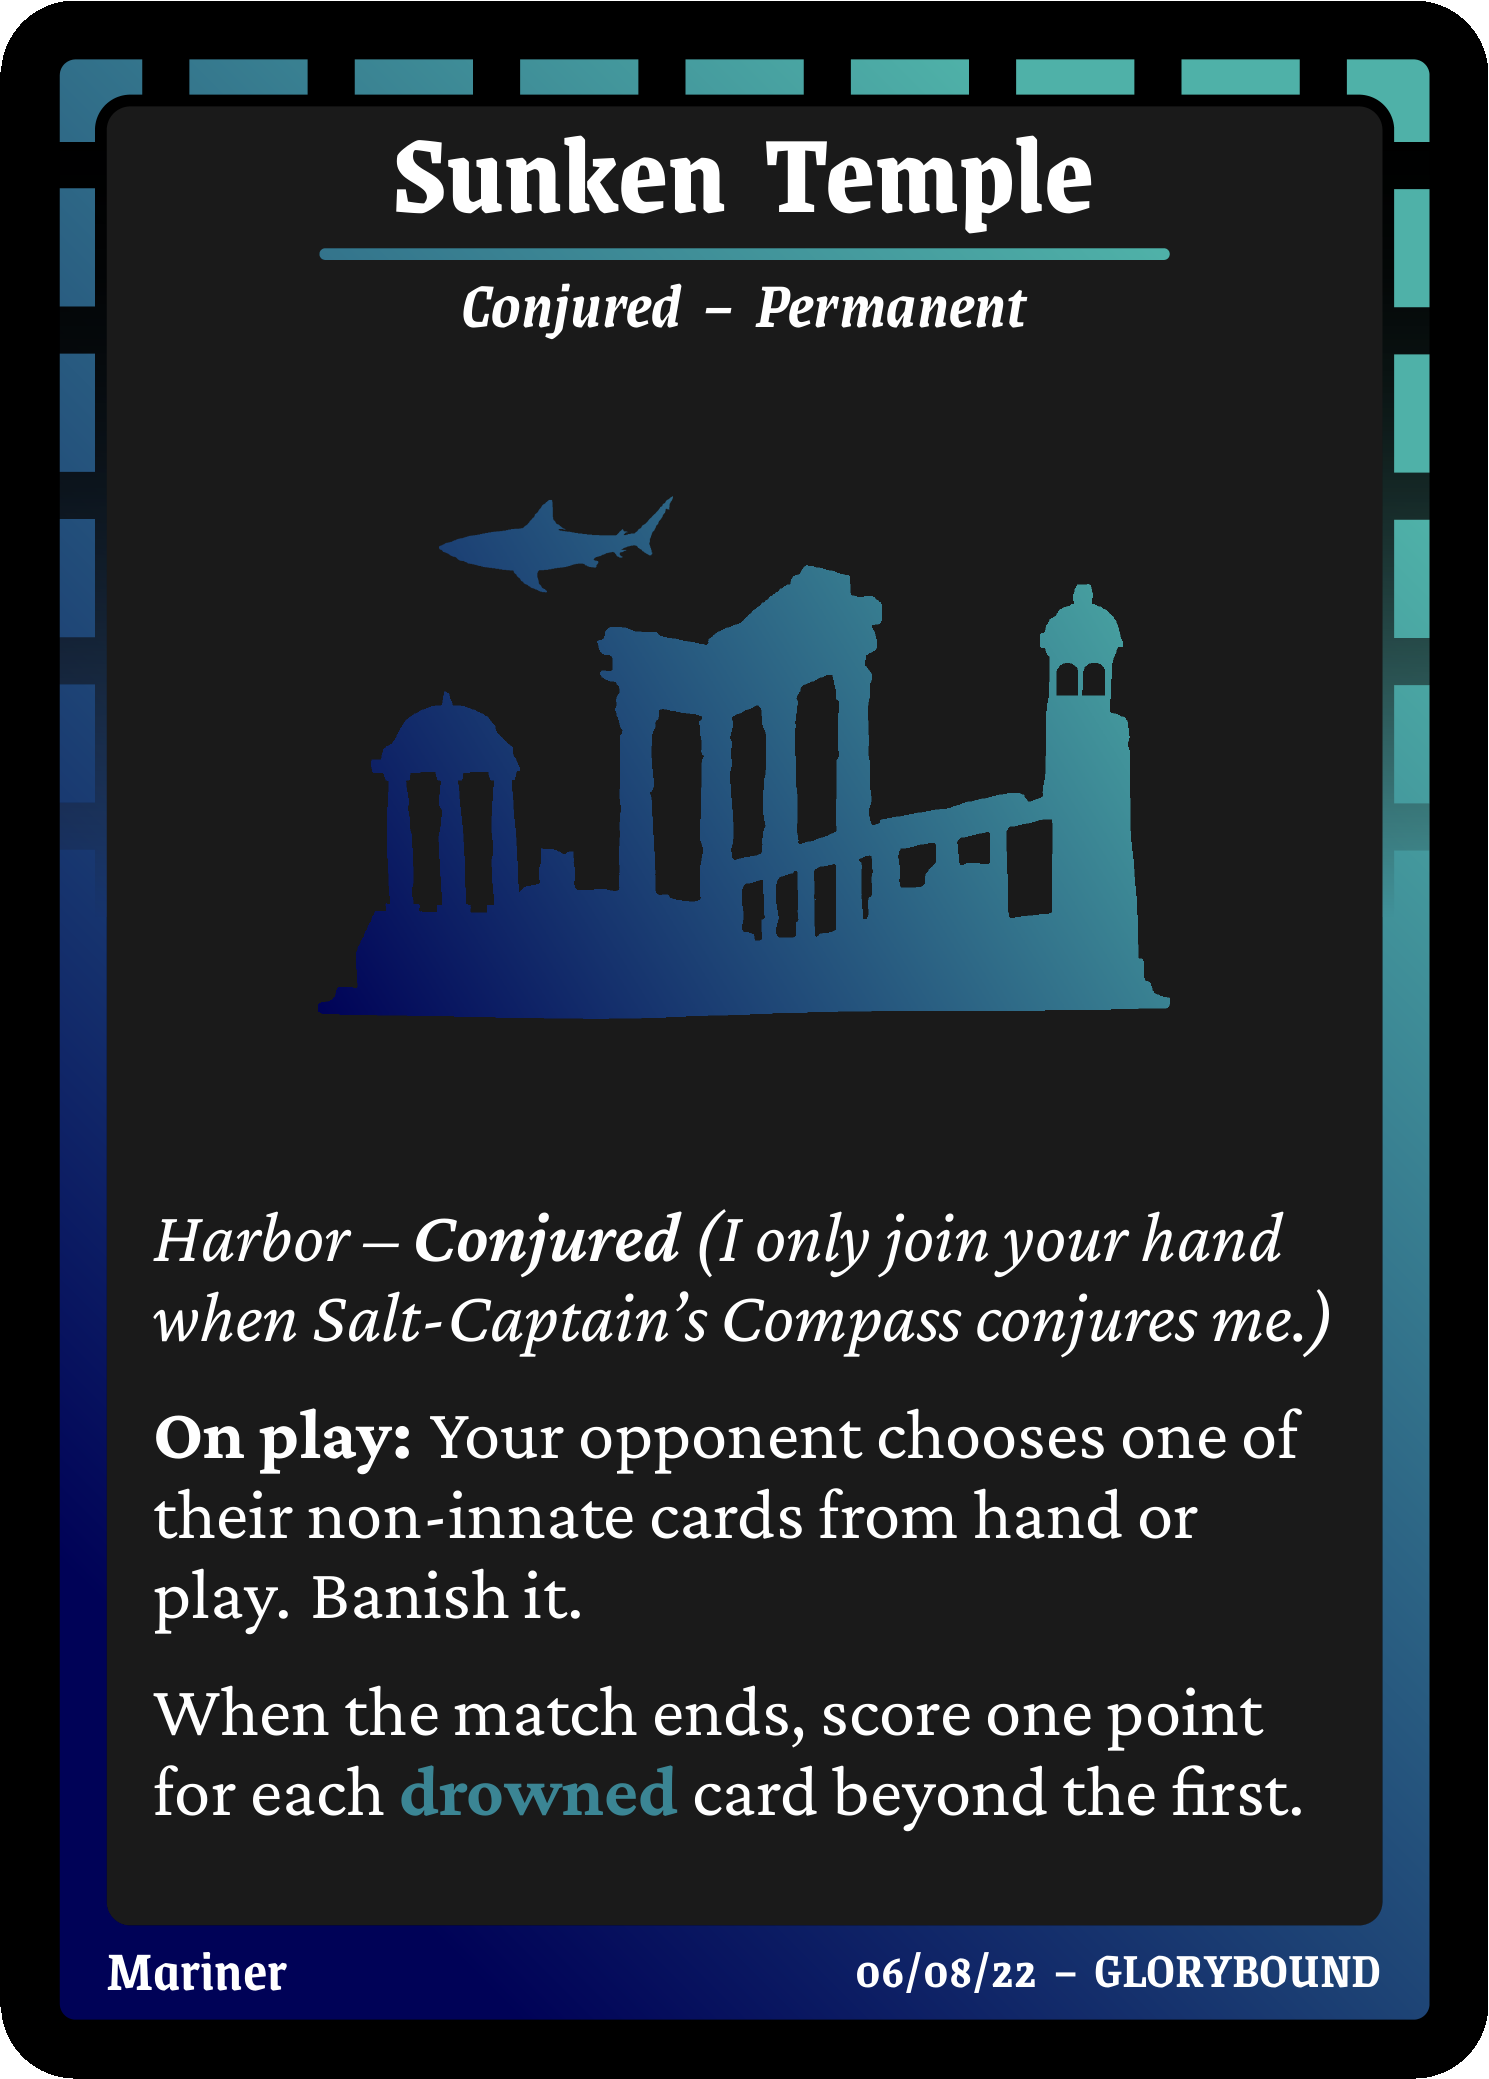 Sunken Temple
Conjured – Permanent
Harbor – Conjured (I only join your hand
when Salt-Captain’s Compass conjures me.)
On play: Your opponent chooses one of
their non-innate cards from hand or
play. Banish it.
When the match ends, score one point
for each drowned card beyond the first.
Mariner
06/08/22 – GLORYBOUND